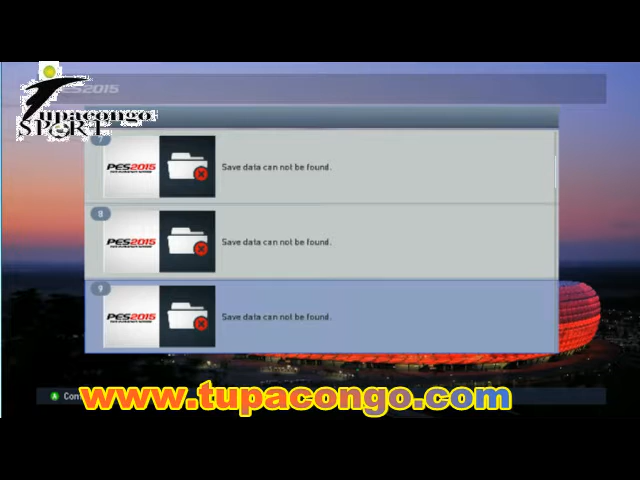 PES2015
Tupacongo
SPORT
7
PES2015
Save data can not be found.
8
PES2015
Save data can not be found.
9
PES2015
Save data can not be found.
A
www.tupacongo.com